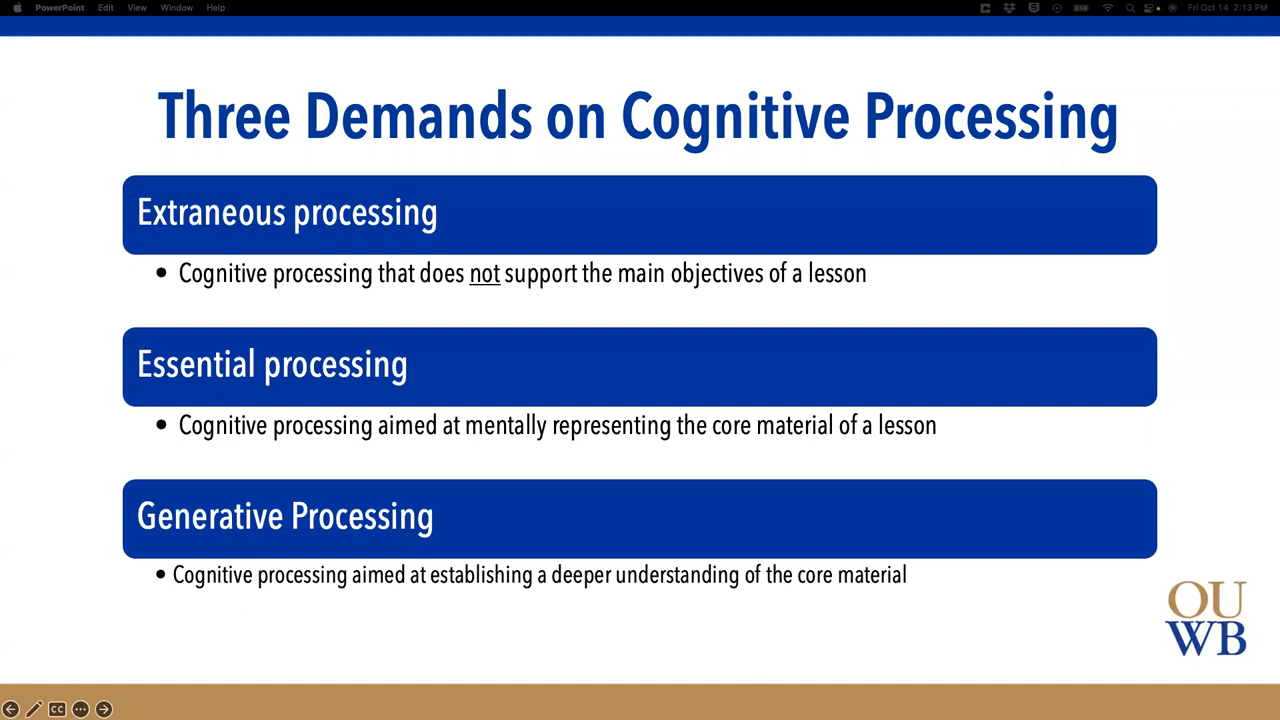 PowerPoint Edit View Window Help Fri Oct 14 2:13 PM
Three Demands on Cognitive Processing
Extraneous processing
• Cognitive processing that does not support the main objectives of a lesson
Essential processing
• Cognitive processing aimed at mentally representing the core material of a lesson
Generative Processing
• Cognitive processing aimed at establishing a deeper understanding of the core material
OU
WB
CC